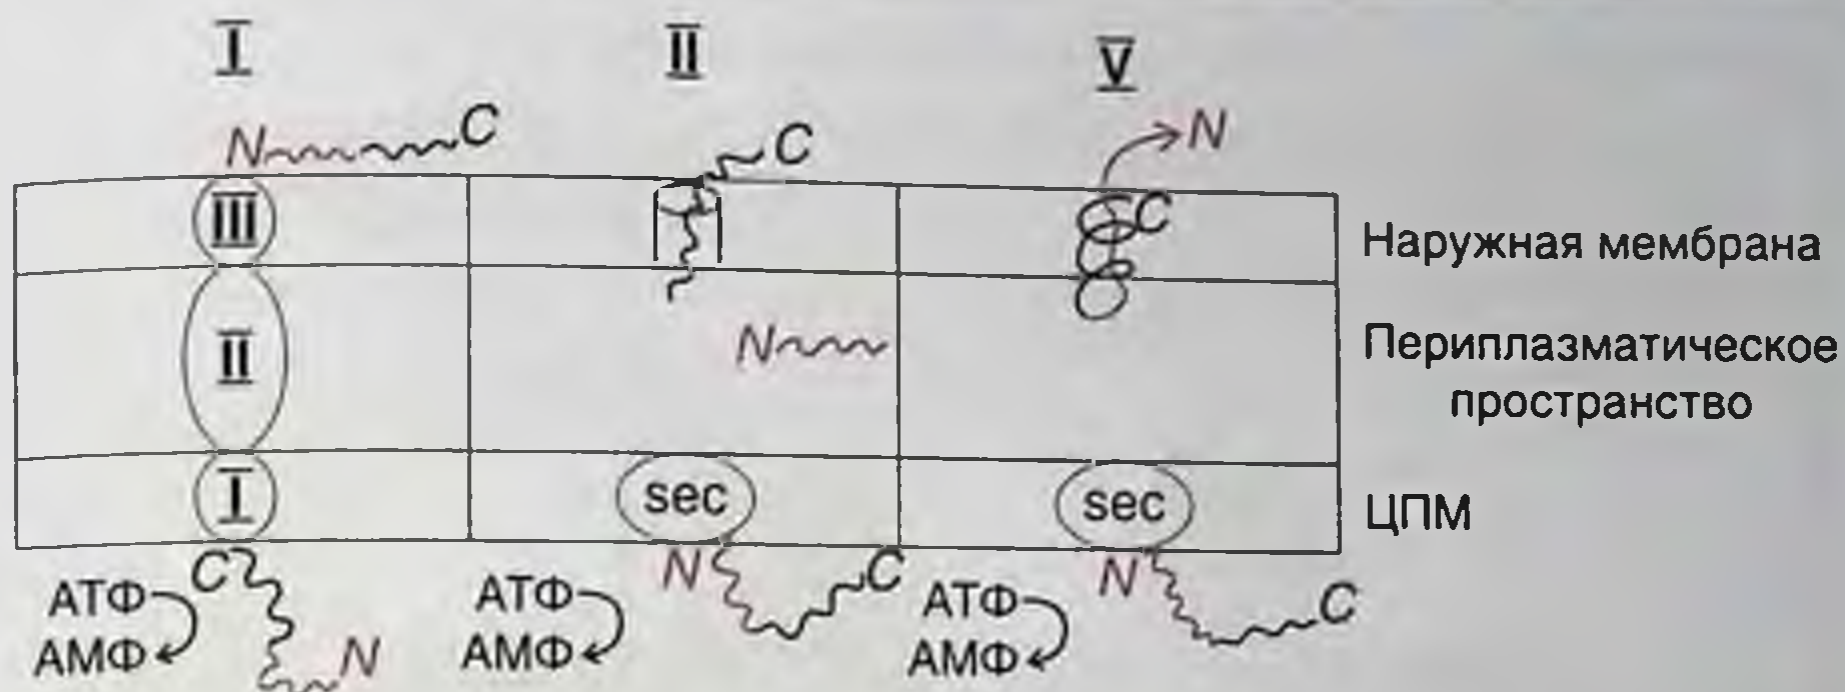 I II V
N C
C
N
III
C
Наружная мембрана
II
N
Периплазматическое
пространство
I
sec
sec
ЦПМ
C
N
C
N
C
АТФ
АТФ
АТФ
АМФ
АМФ
АМФ
N